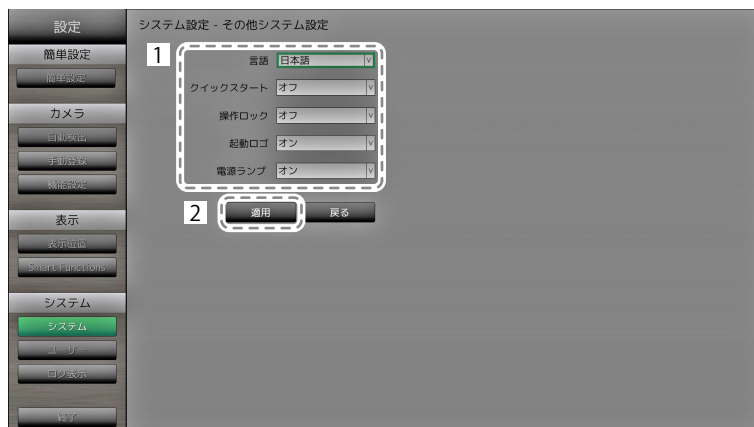 設定
システム設定 - その他システム設定
簡単設定
簡単設定
カメラ
自動検出
手動登録
機能設定
表示
表示位置
Smart Functions
システム
システム
ユーザー
ログ表示
終了
1
言語 日本語
クイックスタート オフ
操作ロック オフ
起動ロゴ オン
電源ランプ オン
2
適用 戻る